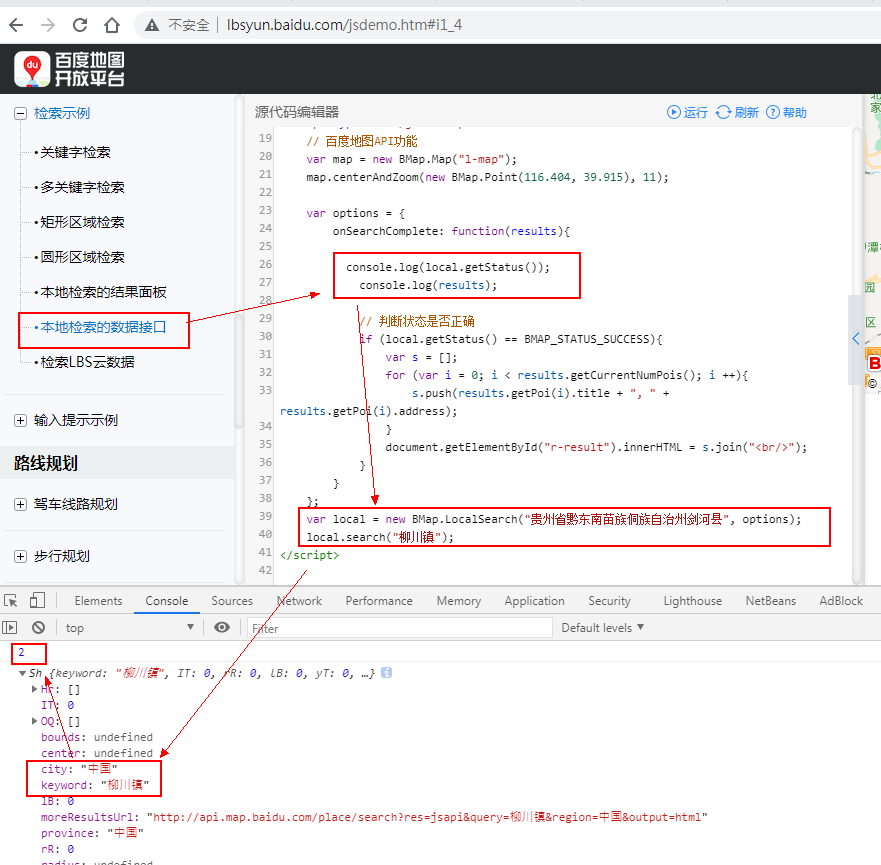 不安全 lbsyun.baidu.com/jsdemo.htm#i1_4
du 百度地图
开放平台
检索示例
•关键字检索
•多关键字检索
•矩形区域检索
•圆形区域检索
•本地检索的结果面板
•本地检索的数据接口
•检索LBS云数据
输入提示示例
路线规划
驾车线路规划
步行规划
源代码编辑器 运行 刷新 帮助
19 // 百度地图API功能
20 var map = new BMap.Map("l-map");
21 map.centerAndZoom(new BMap.Point(116.404, 39.915), 11);
22
23 var options = {
24 onSearchComplete: function(results){
25
26 console.log(local.getStatus());
27 console.log(results);
28
29 // 判断状态是否正确
30 if (local.getStatus() == BMAP_STATUS_SUCCESS){
31 var s = [];
32 for (var i = 0; i < results.getCurrentNumPois(); i ++){
33 s.push(results.getPoi(i).title + ", " +
results.getPoi(i).address);
34 }
35 document.getElementById("r-result").innerHTML = s.join("<br/>");
36 }
37 }
38 };
39 var local = new BMap.LocalSearch("贵州省黔东南苗族侗族自治州剑河县", options);
40 local.search("柳川镇");
41 </script>
42
家
潭
园
区
B
©
Elements Console Sources Network Performance Memory Application Security Lighthouse NetBeans AdBlock
top Filter Default levels
2
Sh {keyword: "柳川镇", IT: 0, rR: 0, lB: 0, yT: 0, …}
Hr: []
IT: 0
OQ: []
bounds: undefined
center: undefined
city: "中国"
keyword: "柳川镇"
lB: 0
moreResultsUrl: "http://api.map.baidu.com/place/search?res=jsapi&query=柳川镇&region=中国&output=html"
province: "中国"
rR: 0
radius: undefined